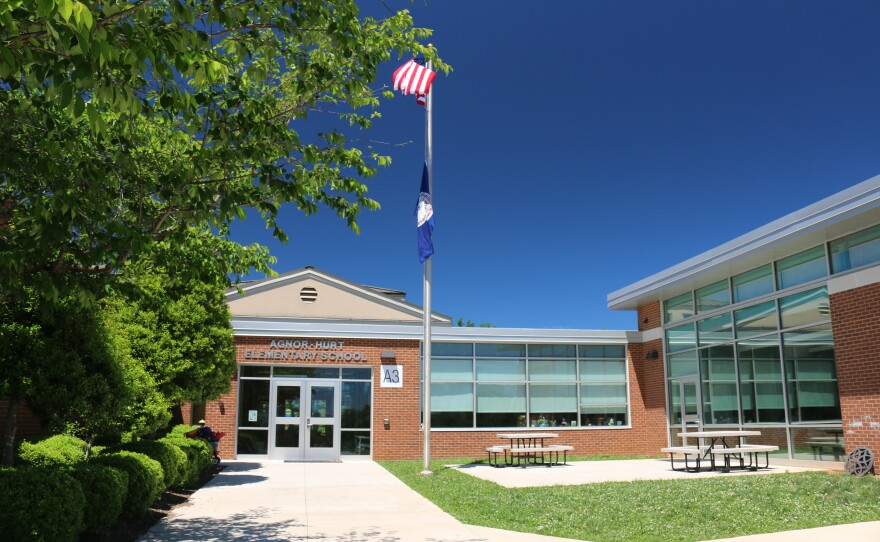 AGNOR-HURT
ELEMENTARY SCHOOL
A3